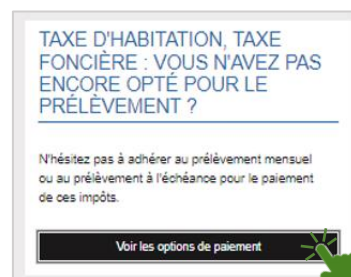 TAXE D'HABITATION, TAXE
FONCIÈRE : VOUS N'AVEZ PAS
ENCORE OPTÉ POUR LE
PRÉLÈVEMENT ?
N'hésitez pas à adhérer au prélèvement mensuel
ou au prélèvement à l'échéance pour le paiement
de ces impôts.
Voir les options de paiement